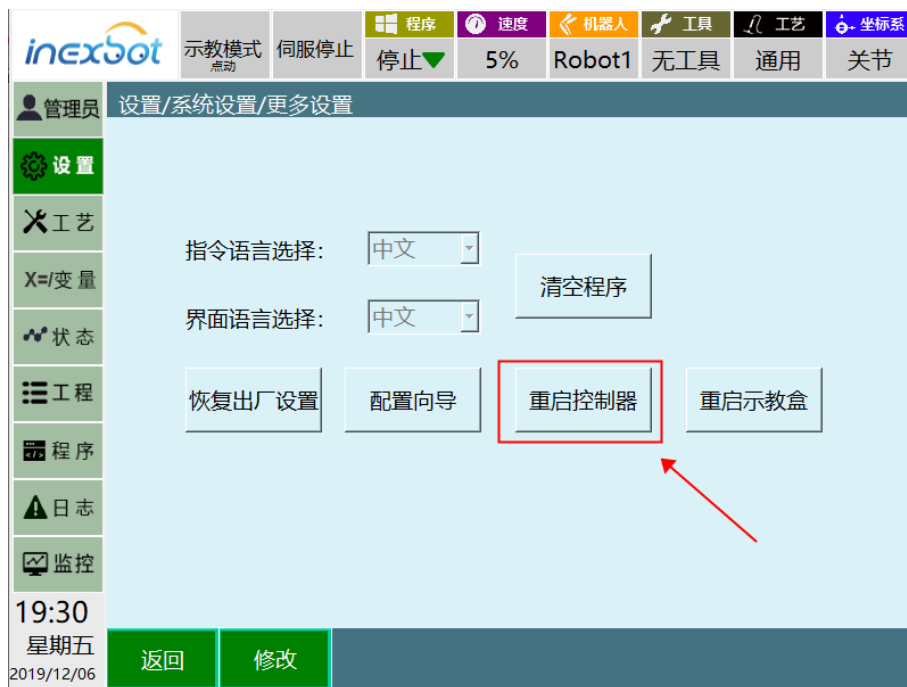 inexbot
示教模式
点动
伺服停止
程序
停止
速度
5%
机器人
Robot1
工具
无工具
工艺
通用
坐标系
关节
管理员
设置/系统设置/更多设置
设置
工艺
X=/变量
状态
工程
程序
日志
监控
指令语言选择: 中文
清空程序
界面语言选择: 中文
恢复出厂设置 配置向导 重启控制器 重启示教盒
19:30
星期五
2019/12/06
返回 修改